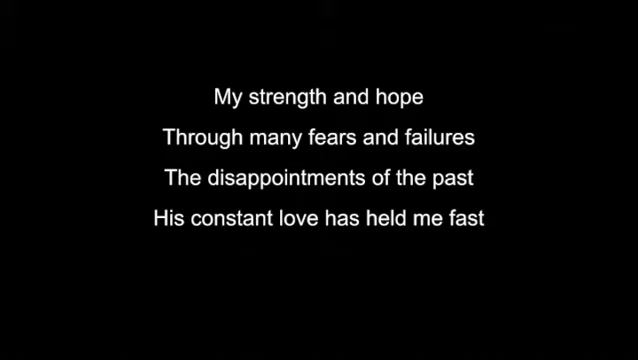 My strength and hope
Through many fears and failures
The disappointments of the past
His constant love has held me fast